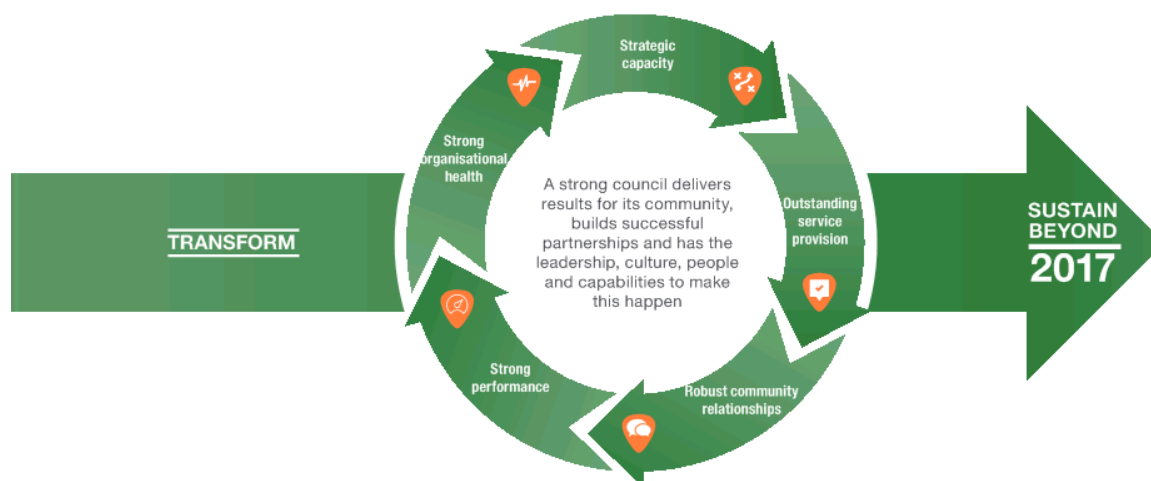 Strategic
capacity
Strong
organisational
health
A strong council delivers
results for its community,
builds successful
partnerships and has the
leadership, culture, people
and capabilities to make
this happen
Outstanding
service
provision
TRANSFORM
SUSTAIN
BEYOND
2017
Strong
performance
Robust community
relationships